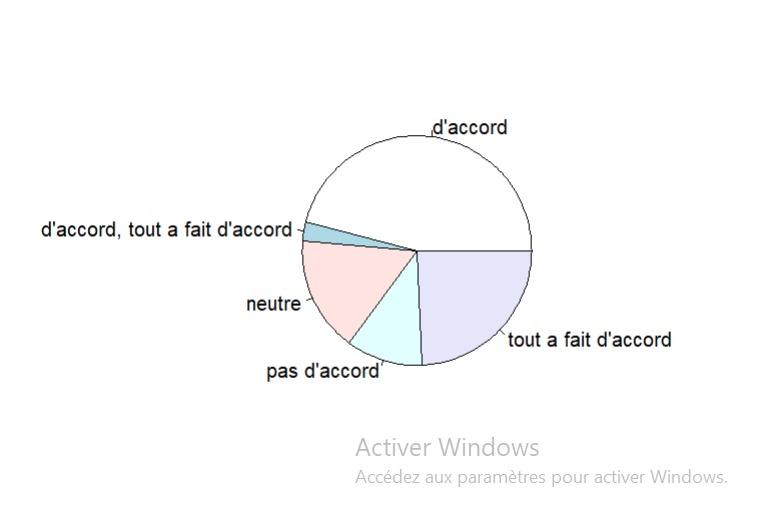 d'accord
d'accord, tout a fait d'accord
neutre
tout a fait d'accord
pas d'accord
Activer Windows
Accédez aux paramètres pour activer Windows.